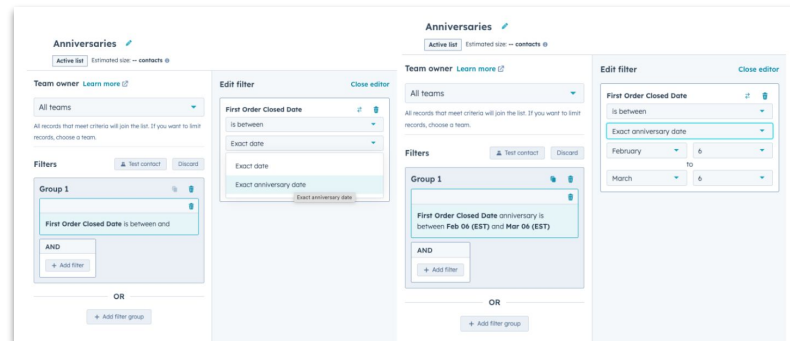 Anniversaries
Active list Estimated size: -- contacts
Team owner Learn more
All teams
All records that meet criteria will join the list. If you want to limit
records, choose a team.
Filters Test contact Discard
Group 1
First Order Closed Date is between and
AND
+ Add filter
OR
+ Add filter group
Edit filter Close editor
First Order Closed Date
is between
Exact date
Exact date
Exact anniversary date
Exact anniversary date
Anniversaries
Active list Estimated size: -- contacts
Team owner Learn more
All teams
All records that meet criteria will join the list. If you want to limit
records, choose a team.
Filters Test contact Discard
Group 1
First Order Closed Date anniversary is
between Feb 06 (EST) and Mar 06 (EST)
AND
+ Add filter
OR
+ Add filter group
Edit filter Close editor
First Order Closed Date
is between
Exact anniversary date
February 6
to
March 6